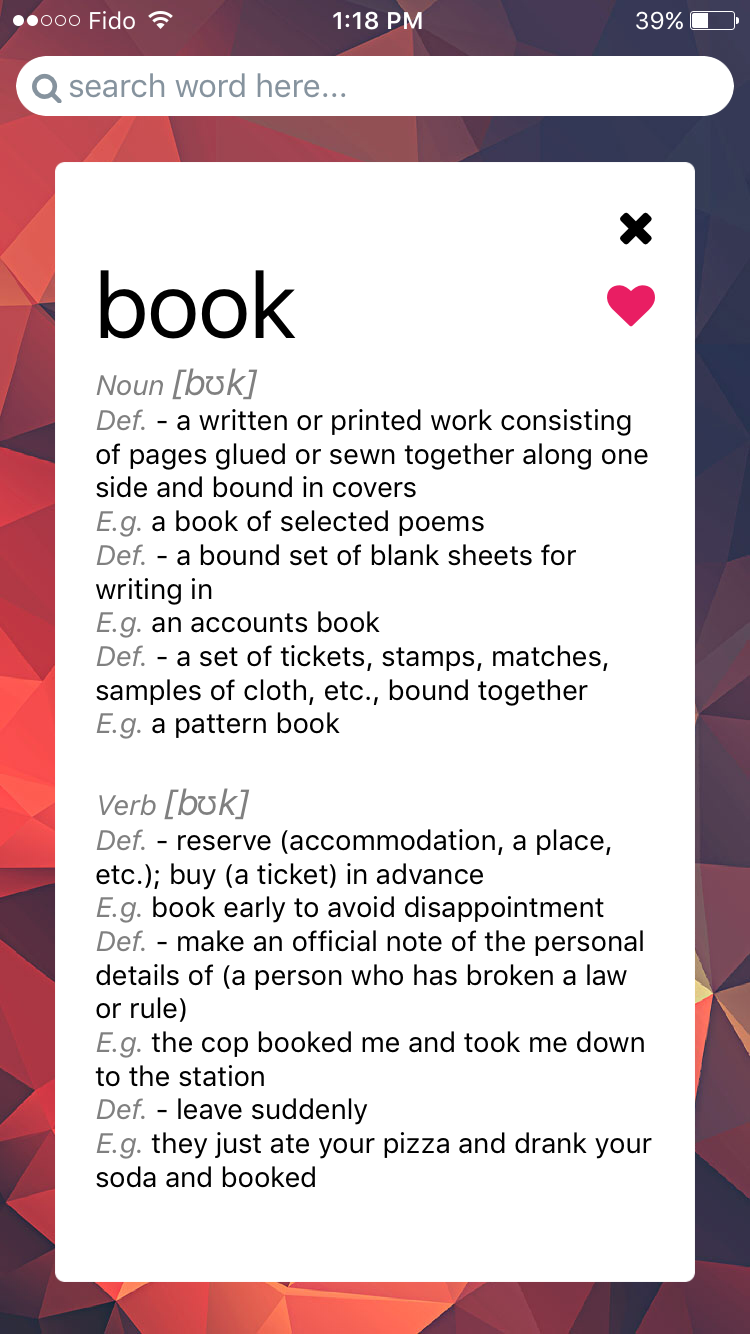 Fido 1:18 PM 39%
search word here...
book
Noun [bʊk]
Def. - a written or printed work consisting
of pages glued or sewn together along one
side and bound in covers
E.g. a book of selected poems
Def. - a bound set of blank sheets for
writing in
E.g. an accounts book
Def. - a set of tickets, stamps, matches,
samples of cloth, etc., bound together
E.g. a pattern book
Verb [bʊk]
Def. - reserve (accommodation, a place,
etc.); buy (a ticket) in advance
E.g. book early to avoid disappointment
Def. - make an official note of the personal
details of (a person who has broken a law
or rule)
E.g. the cop booked me and took me down
to the station
Def. - leave suddenly
E.g. they just ate your pizza and drank your
soda and booked